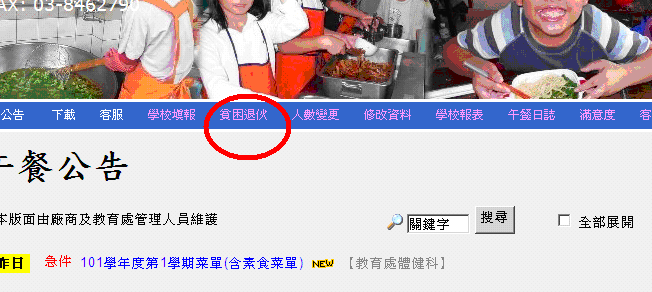 AX: 03-8462790
公告 下載 客服 學校填報 貧困退伙 人數變更 修改資料 學校報表 午餐日誌 滿意度 客
午餐公告
本版面由廠商及教育處管理人員維護
關鍵字 搜尋 全部展開
昨日 急件 101學年度第1學期菜單(含素食菜單) NEW 【教育處體健科】